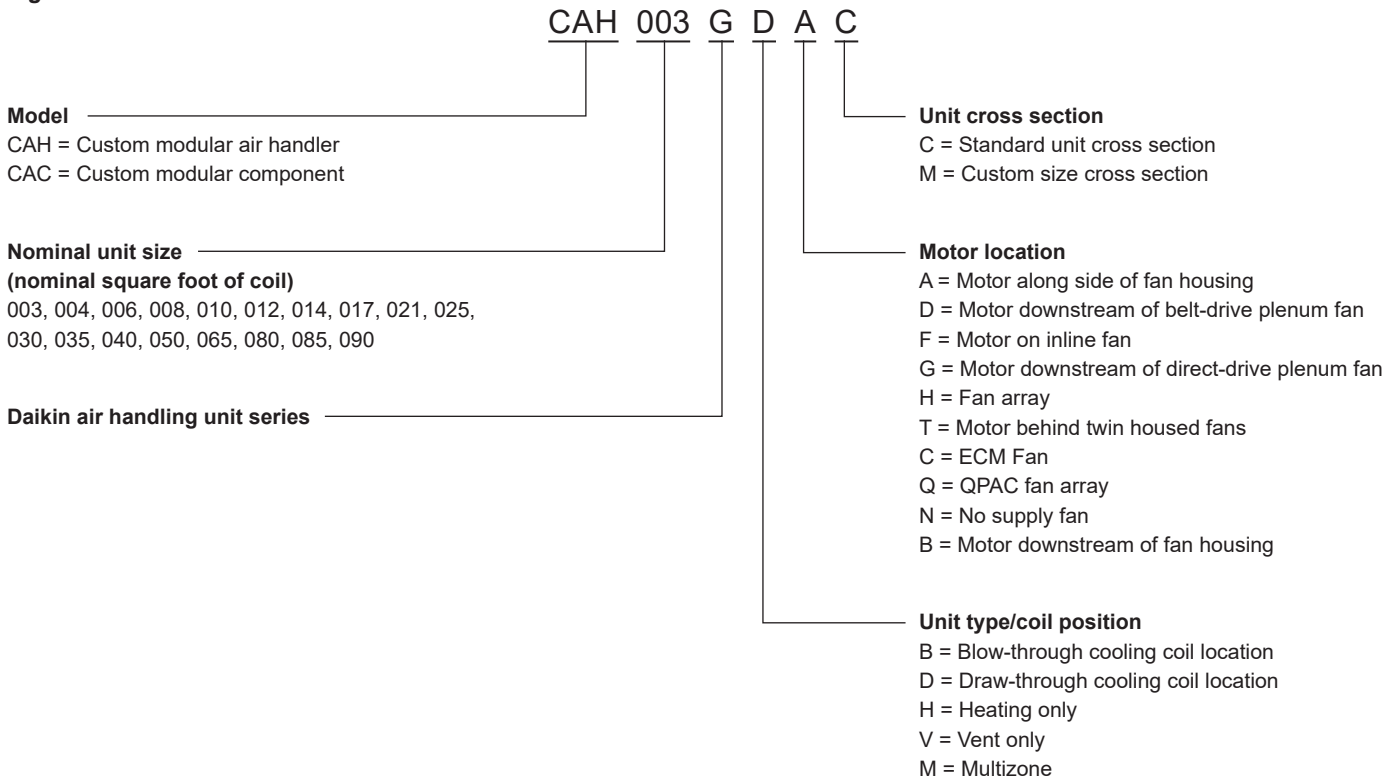 CAH 003 G D A C
Model
CAH = Custom modular air handler
CAC = Custom modular component
Nominal unit size
(nominal square foot of coil)
003, 004, 006, 008, 010, 012, 014, 017, 021, 025,
030, 035, 040, 050, 065, 080, 085, 090
Daikin air handling unit series
Unit cross section
C = Standard unit cross section
M = Custom size cross section
Motor location
A = Motor along side of fan housing
D = Motor downstream of belt-drive plenum fan
F = Motor on inline fan
G = Motor downstream of direct-drive plenum fan
H = Fan array
T = Motor behind twin housed fans
C = ECM Fan
Q = QPAC fan array
N = No supply fan
B = Motor downstream of fan housing
Unit type/coil position
B = Blow-through cooling coil location
D = Draw-through cooling coil location
H = Heating only
V = Vent only
M = Multizone